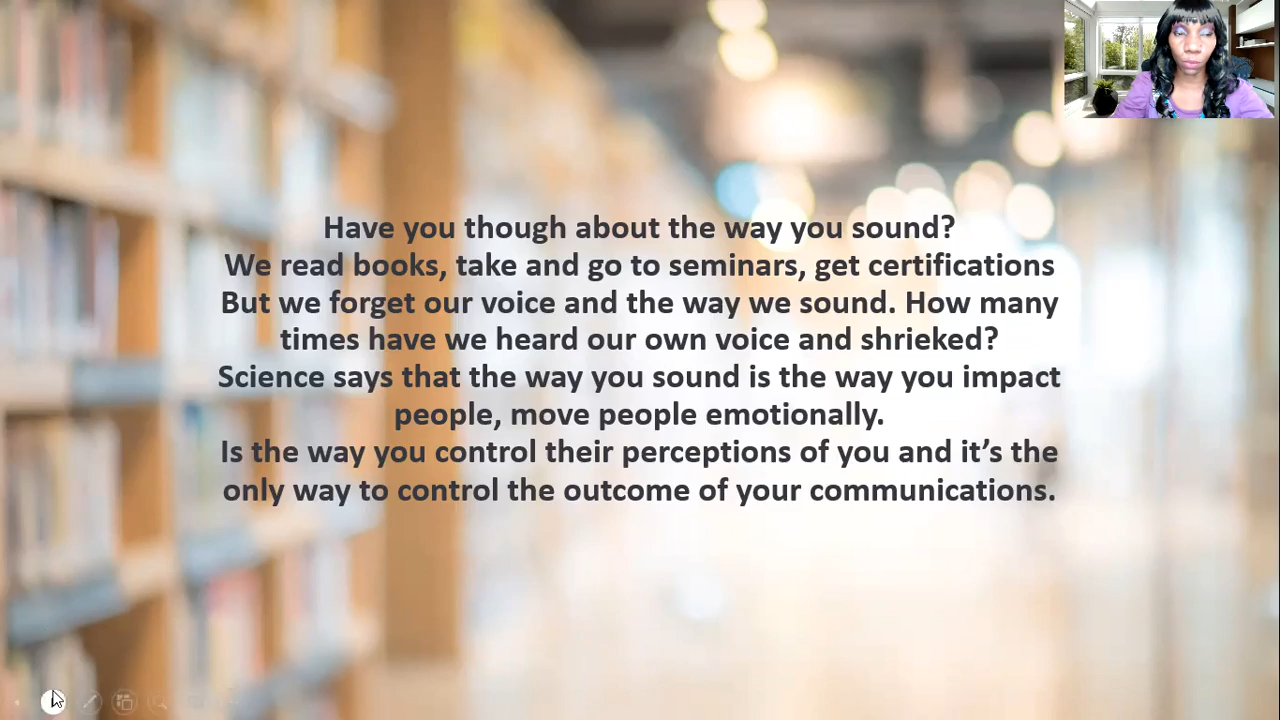 Have you though about the way you sound?
We read books, take and go to seminars, get certifications
But we forget our voice and the way we sound. How many
times have we heard our own voice and shrieked?
Science says that the way you sound is the way you impact
people, move people emotionally.
Is the way you control their perceptions of you and it’s the
only way to control the outcome of your communications.